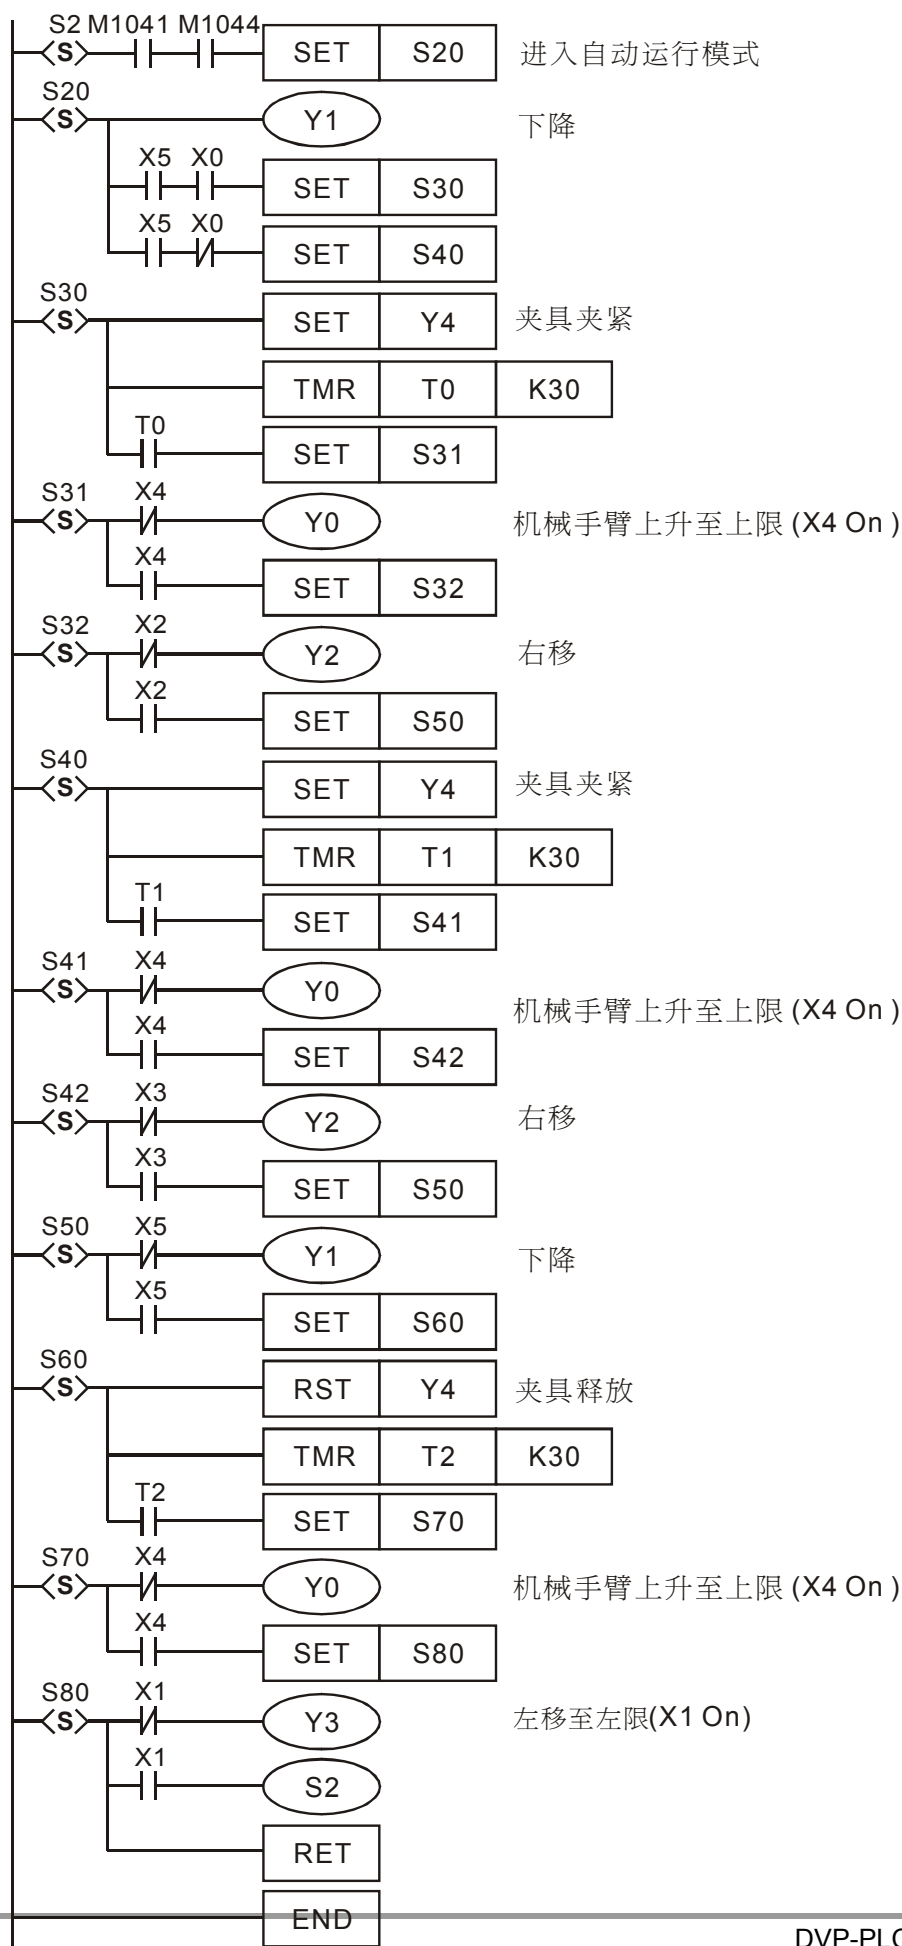 S2 M1041 M1044
SET S20 进入自动运行模式
S20
Y1 下降
X5 X0
SET S30
X5 X0
SET S40
S30
SET Y4 夹具夹紧
TMR T0 K30
T0
SET S31
S31 X4
Y0 机械手臂上升至上限 (X4 On )
X4
SET S32
S32 X2
Y2 右移
X2
SET S50
S40
SET Y4 夹具夹紧
TMR T1 K30
T1
SET S41
S41 X4
Y0 机械手臂上升至上限 (X4 On )
X4
SET S42
S42 X3
Y2 右移
X3
SET S50
S50 X5
Y1 下降
X5
SET S60
S60
RST Y4 夹具释放
TMR T2 K30
T2
SET S70
S70 X4
Y0 机械手臂上升至上限 (X4 On )
X4
SET S80
S80 X1
Y3 左移至左限(X1 On)
X1
S2
RET
END